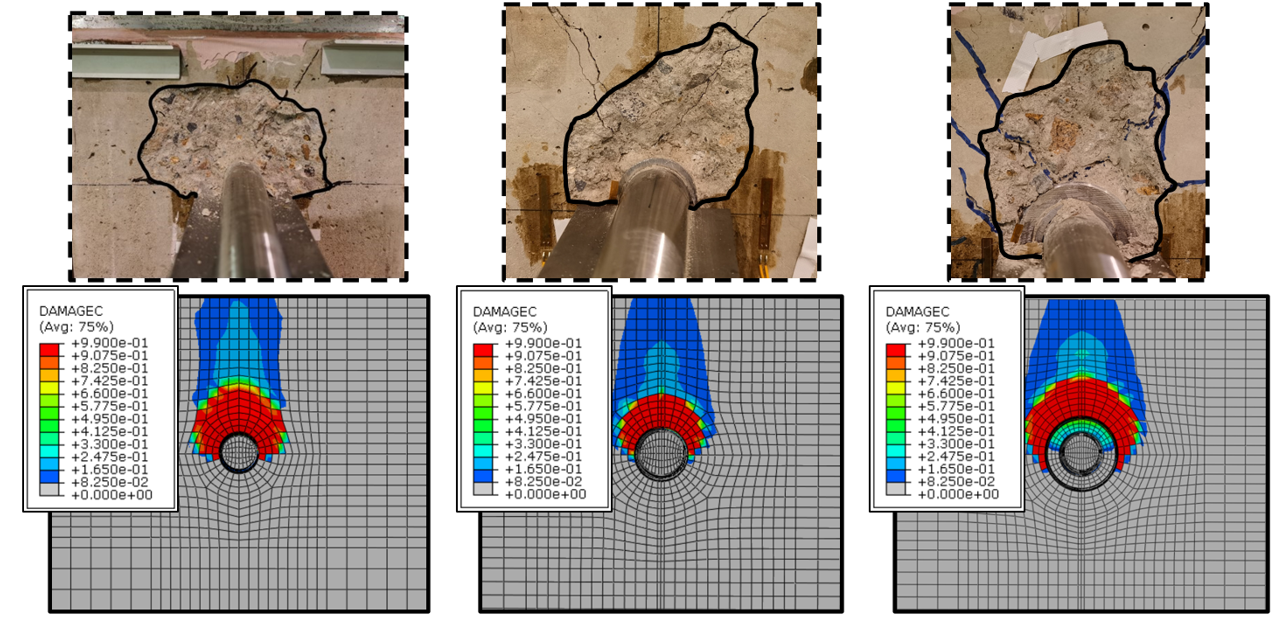 DAMAGEC
(Avg: 75%)
+9.900e-01
+9.075e-01
+8.250e-01
+7.425e-01
+6.600e-01
+5.775e-01
+4.950e-01
+4.125e-01
+3.300e-01
+2.475e-01
+1.650e-01
+8.250e-02
+0.000e+00
DAMAGEC
(Avg: 75%)
+9.900e-01
+9.075e-01
+8.250e-01
+7.425e-01
+6.600e-01
+5.775e-01
+4.950e-01
+4.125e-01
+3.300e-01
+2.475e-01
+1.650e-01
+8.250e-02
+0.000e+00
DAMAGEC
(Avg: 75%)
+9.900e-01
+9.075e-01
+8.250e-01
+7.425e-01
+6.600e-01
+5.775e-01
+4.950e-01
+4.125e-01
+3.300e-01
+2.475e-01
+1.650e-01
+8.250e-02
+0.000e+00